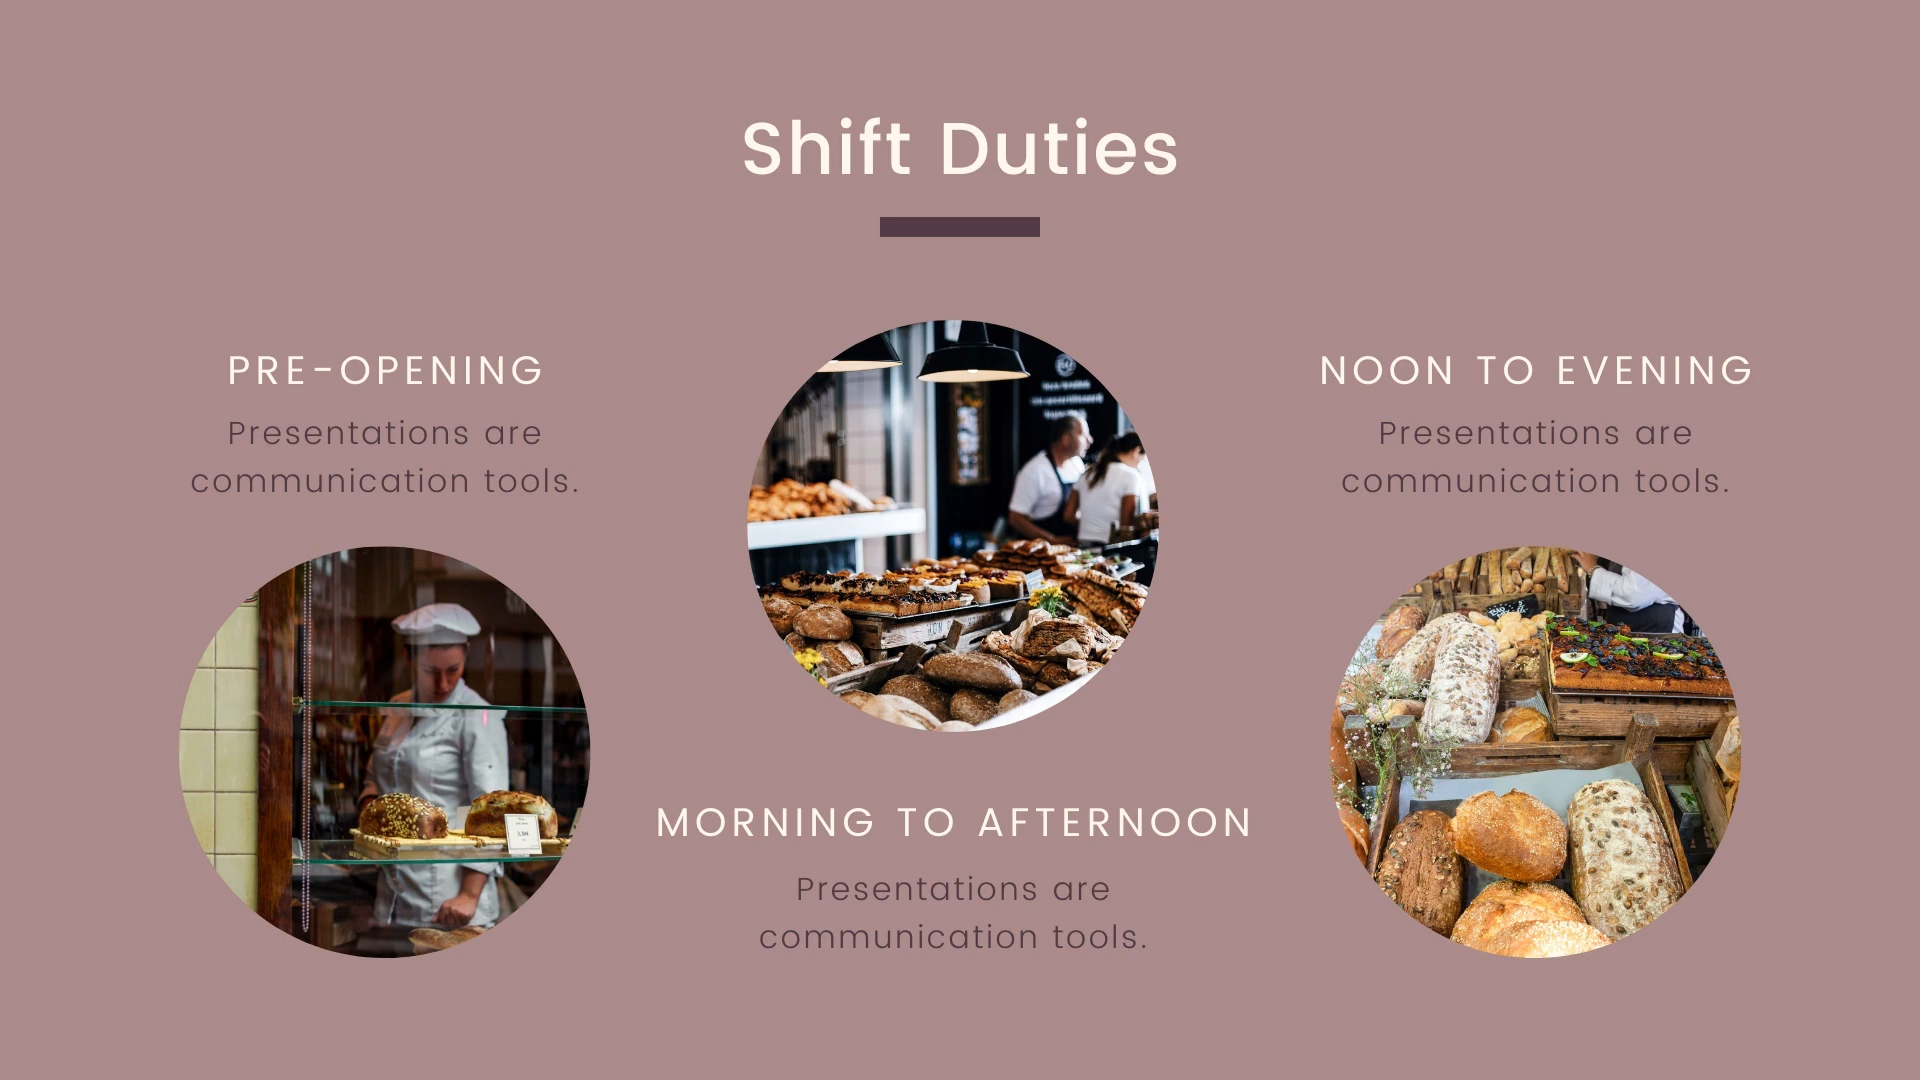 Shift Duties
PRE-OPENING
Presentations are
communication tools.
MORNING TO AFTERNOON
Presentations are
communication tools.
NOON TO EVENING
Presentations are
communication tools.